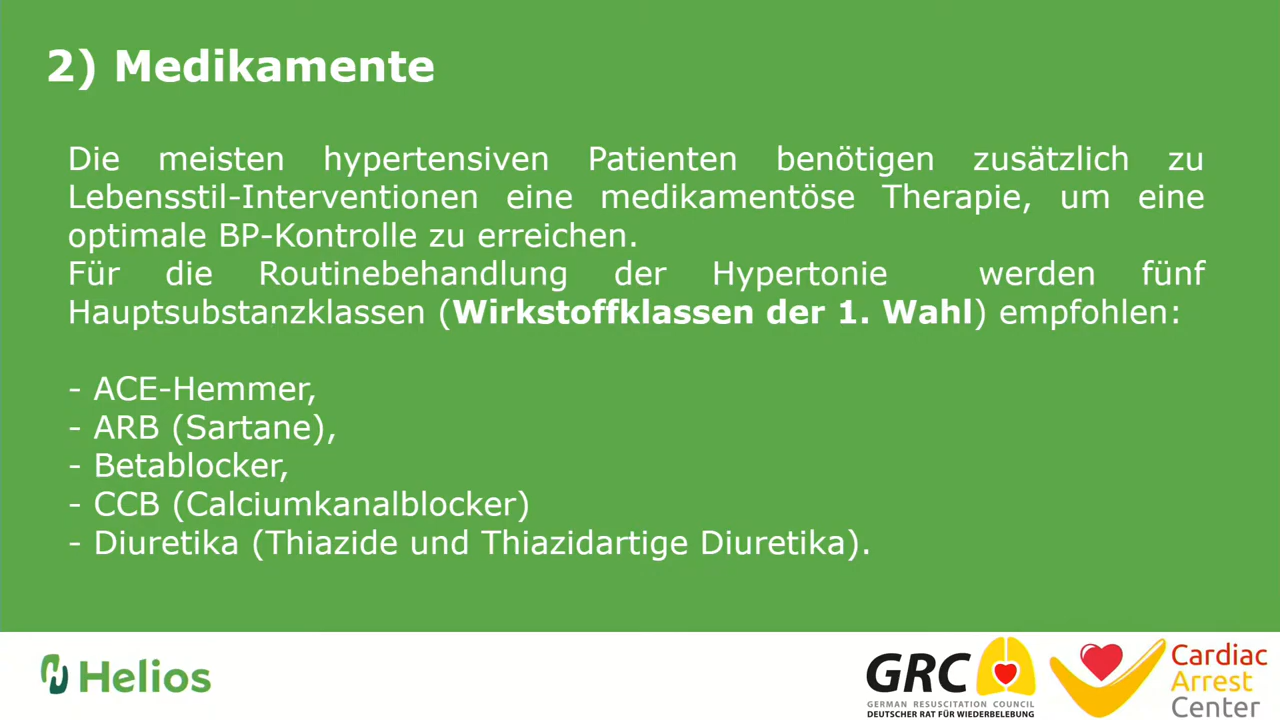 2) Medikamente
Die meisten hypertensiven Patienten benötigen zusätzlich zu
Lebensstil-Interventionen eine medikamentöse Therapie, um eine
optimale BP-Kontrolle zu erreichen.
Für die Routinebehandlung der Hypertonie werden fünf
Hauptsubstanzklassen (Wirkstoffklassen der 1. Wahl) empfohlen:
- ACE-Hemmer,
- ARB (Sartane),
- Betablocker,
- CCB (Calciumkanalblocker)
- Diuretika (Thiazide und Thiazidartige Diuretika).
Helios
GRC
GERMAN RESUSCITATION COUNCIL
DEUTSCHER RAT FÜR WIEDERBELEBUNG
Cardiac
Arrest
Center